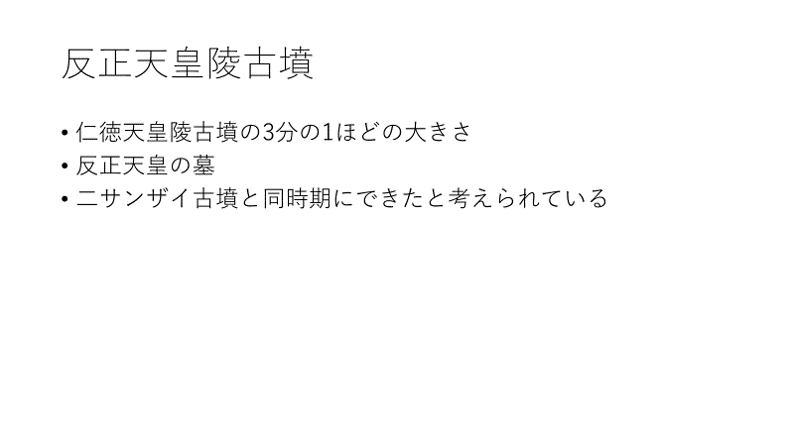 反正天皇陵古墳
• 仁徳天皇陵古墳の3分の1ほどの大きさ
• 反正天皇の墓
• 二サンザイ古墳と同時期にできたと考えられている